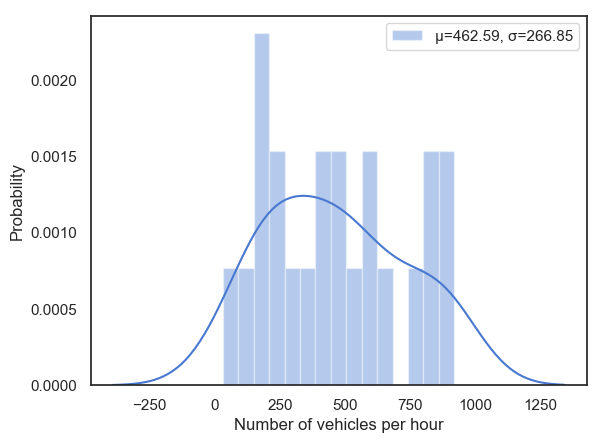 μ=462.59, σ=266.85
0.0020
0.0015
0.0010
0.0005
0.0000
Probability
−250 0 250 500 750 1000 1250
Number of vehicles per hour